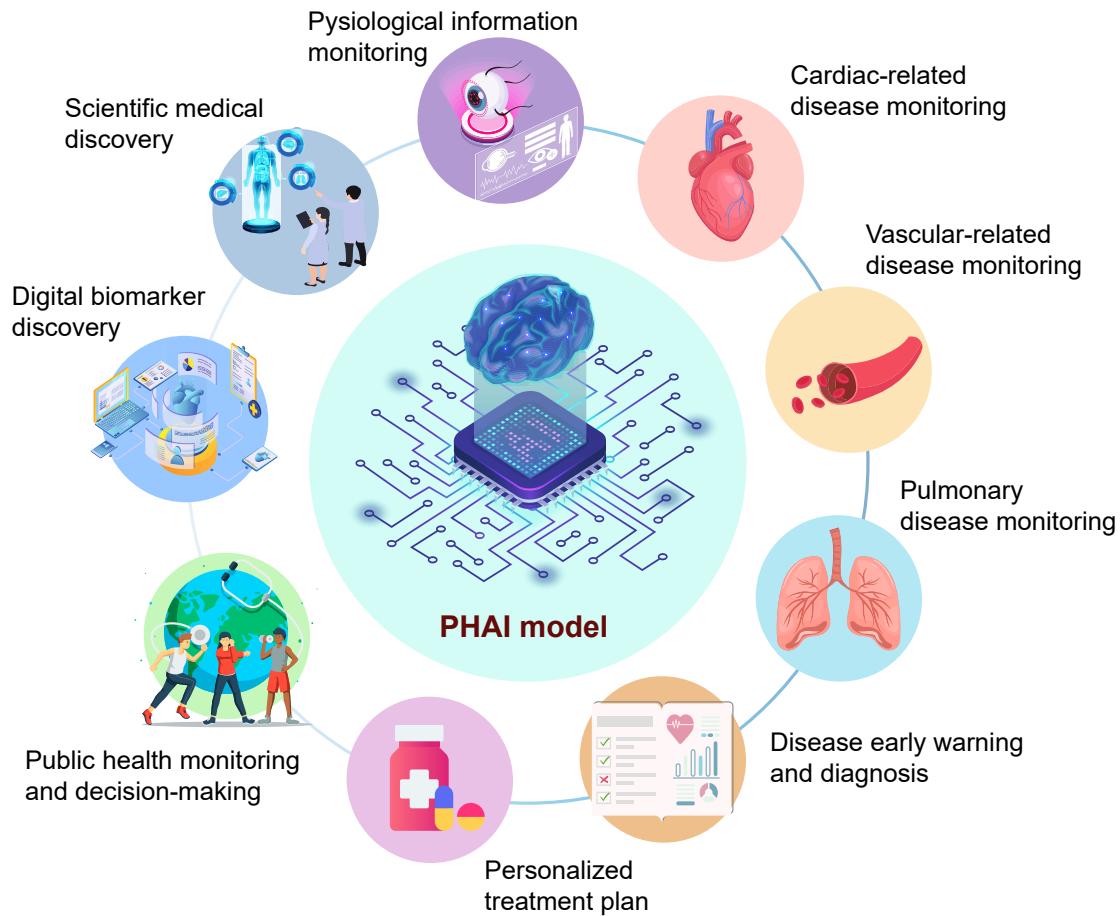 Pysiological information
monitoring
Cardiac-related
disease monitoring
Scientific medical
discovery
Vascular-related
disease monitoring
Digital biomarker
discovery
Pulmonary
disease monitoring
PHAI model
Disease early warning
and diagnosis
Public health monitoring
and decision-making
Personalized
treatment plan